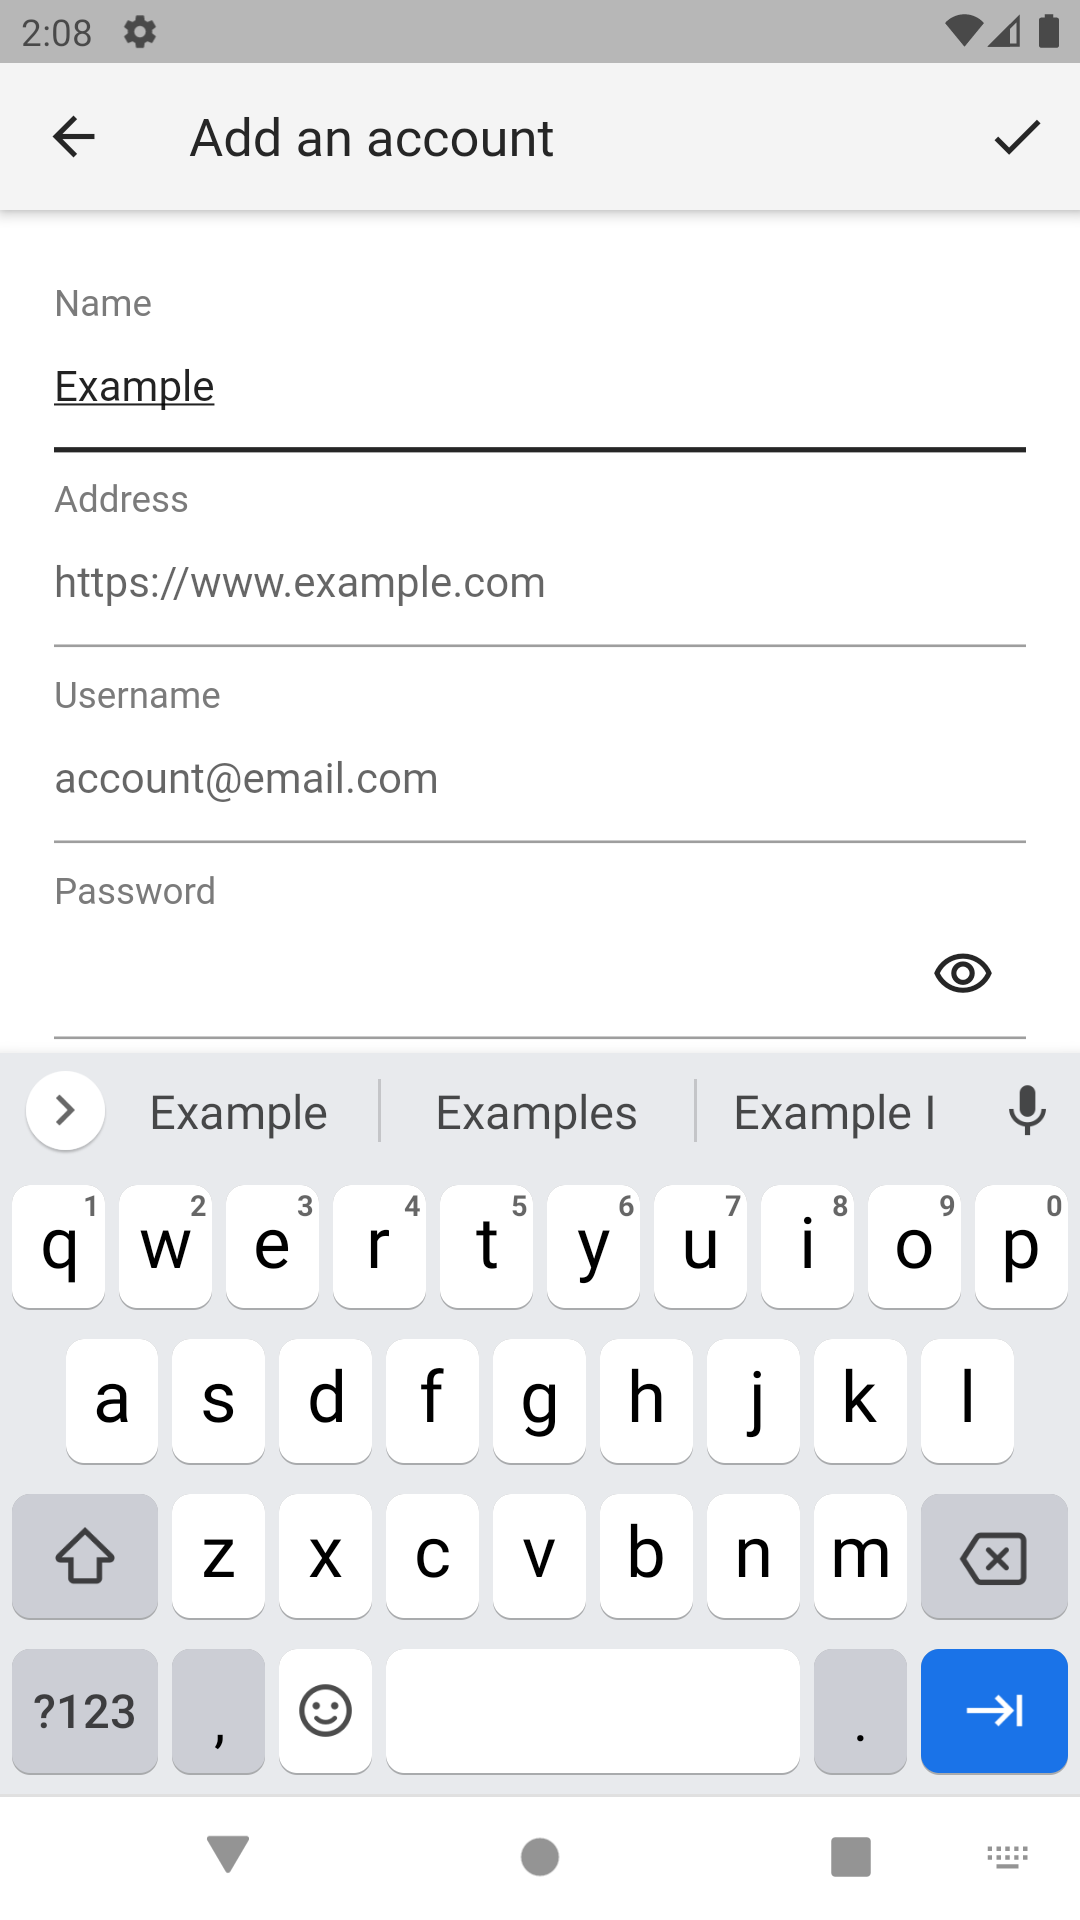 2:08
Add an account
Name
Example
Address
https://www.example.com
Username
account@email.com
Password
Example Examples Example I
q 1 w 2 e 3 r 4 t 5 y 6 u 7 i 8 o 9 p 0
a s d f g h j k l
z x c v b n m
?123 , .